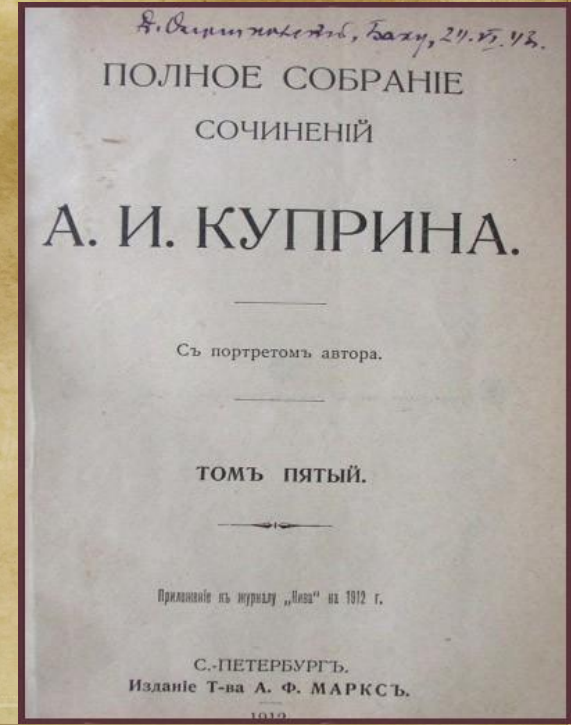 Баку, 24.VI.43.
ПОЛНОЕ СОБРАНІЕ
СОЧИНЕНІЙ
А. И. КУПРИНА.
Съ портретомъ автора.
ТОМЪ ПЯТЫЙ.
Приложеніе къ журналу „Нива“ на 1912 г.
С.-ПЕТЕРБУРГЪ.
Изданіе Т-ва А. Ф. МАРКСЪ.
1912